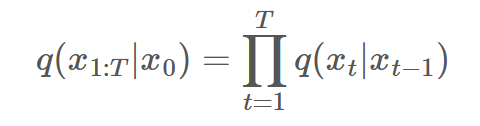 q(x_{1:T}|x_0) = \prod_{t=1}^{T} q(x_t|x_{t-1})